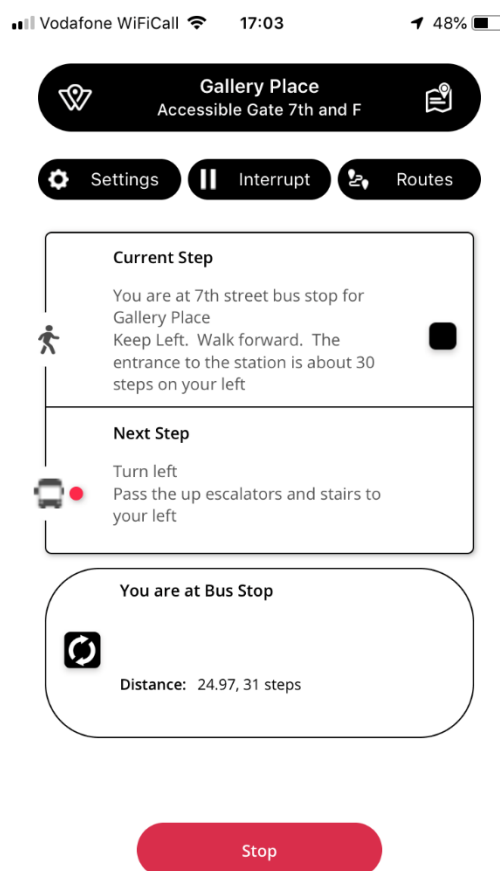 Vodafone WiFiCall 17:03 48%
Gallery Place
Accessible Gate 7th and F
Settings Interrupt Routes
Current Step
You are at 7th street bus stop for
Gallery Place
Keep Left. Walk forward. The
entrance to the station is about 30
steps on your left
Next Step
Turn left
Pass the up escalators and stairs to
your left
You are at Bus Stop
Distance: 24.97, 31 steps
Stop